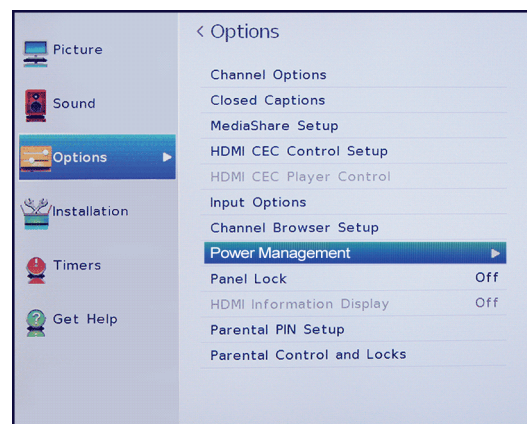 Picture
Sound
Options
Installation
Timers
Get Help
< Options
Channel Options
Closed Captions
MediaShare Setup
HDMI CEC Control Setup
HDMI CEC Player Control
Input Options
Channel Browser Setup
Power Management
Panel Lock Off
HDMI Information Display Off
Parental PIN Setup
Parental Control and Locks